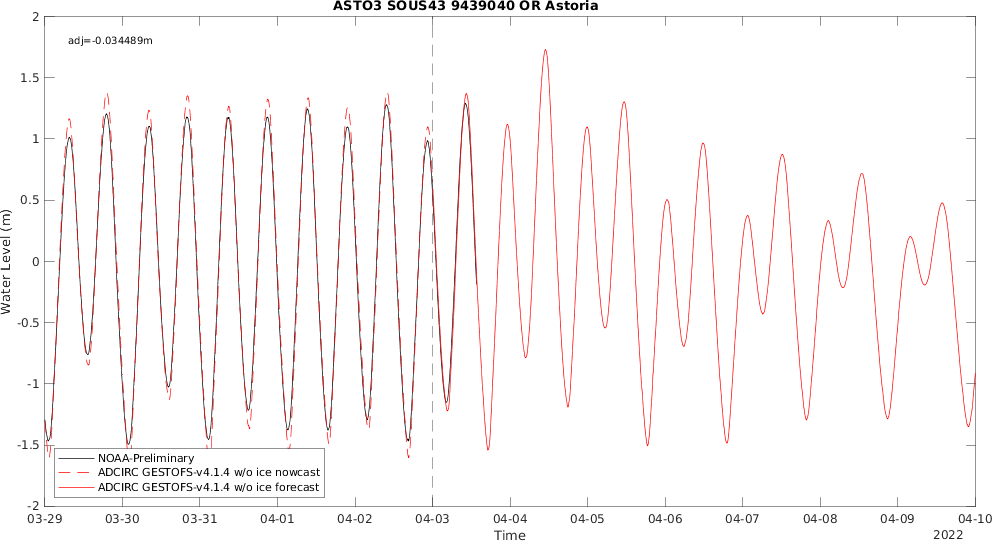 ASTO3 SOUS43 9439040 OR Astoria
adj=-0.034489m
2
1.5
1
0.5
0
-0.5
-1
-1.5
-2
Water Level (m)
NOAA-Preliminary
ADCIRC GESTOFS-v4.1.4 w/o ice nowcast
ADCIRC GESTOFS-v4.1.4 w/o ice forecast
03-29 03-30 03-31 04-01 04-02 04-03 04-04 04-05 04-06 04-07 04-08 04-09 04-10
Time
2022